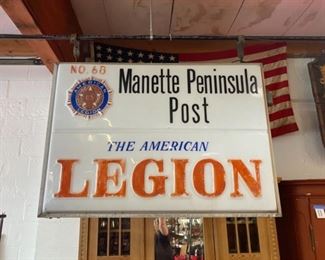 NO. 68
Manette Peninsula
Post
THE AMERICAN
LEGION